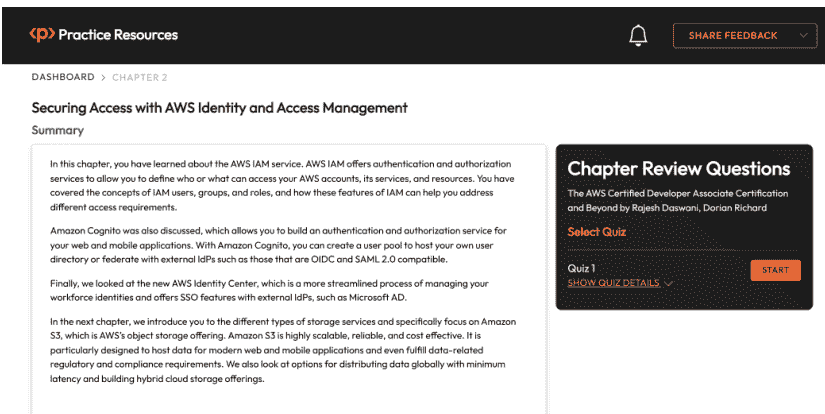 <p> Practice Resources
SHARE FEEDBACK
DASHBOARD > CHAPTER 2
Securing Access with AWS Identity and Access Management
Summary
In this chapter, you have learned about the AWS IAM service. AWS IAM offers authentication and authorization
services to allow you to define who or what can access your AWS accounts, its services, and resources. You have
covered the concepts of IAM users, groups, and roles, and how these features of IAM can help you address
different access requirements.
Amazon Cognito was also discussed, which allows you to build an authentication and authorization service for
your web and mobile applications. With Amazon Cognito, you can create a user pool to host your own user
directory or federate with external IdPs such as those that are OIDC and SAML 2.0 compatible.
Finally, we looked at the new AWS Identity Center, which is a more streamlined process of managing your
workforce identities and offers SSO features with external IdPs, such as Microsoft AD.
In the next chapter, we introduce you to the different types of storage services and specifically focus on Amazon
S3, which is AWS's object storage offering. Amazon S3 is highly scalable, reliable, and cost effective. It is
particularly designed to host data for modern web and mobile applications and even fulfill data-related
regulatory and compliance requirements. We also look at options for distributing data globally with minimum
latency and building hybrid cloud storage offerings.
Chapter Review Questions
The AWS Certified Developer Associate Certification
and Beyond by Rajesh Daswani, Dorian Richard
Select Quiz
Quiz 1
SHOW QUIZ DETAILS
START